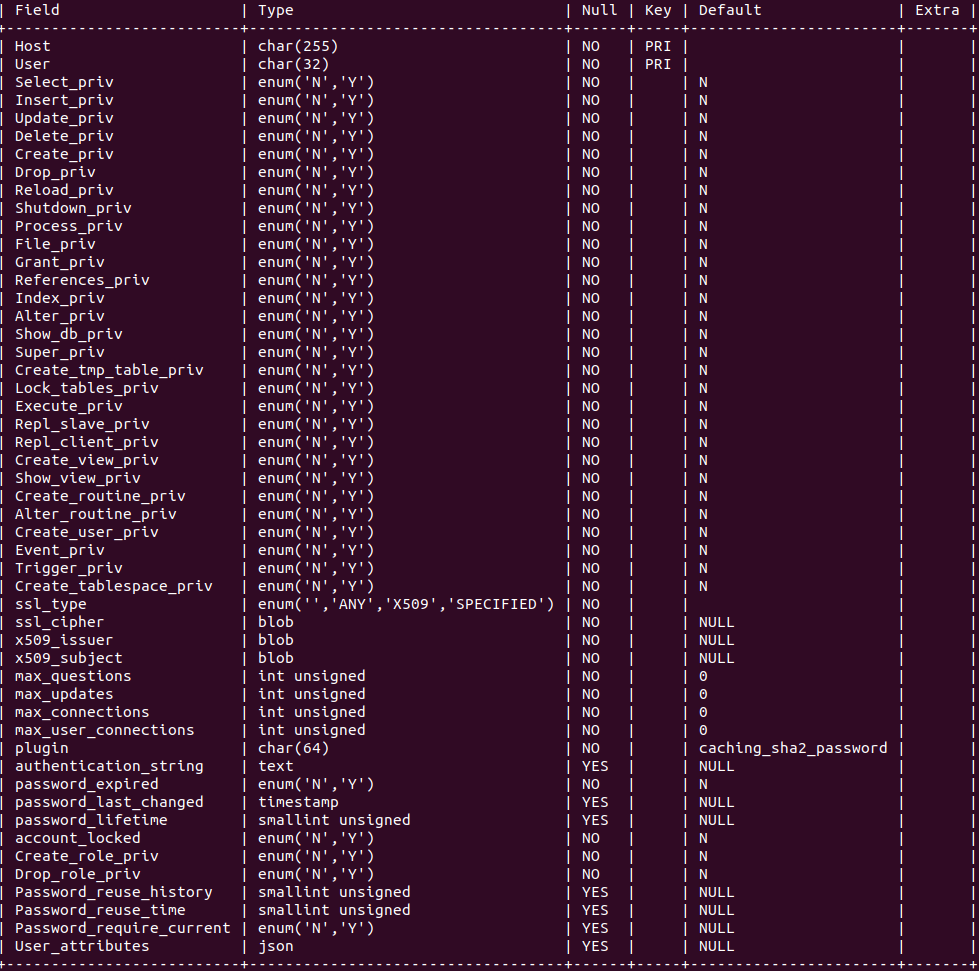 | Field                    | Type                              | Null | Key | Default               | Extra |
+--------------------------+-----------------------------------+------+-----+-----------------------+-------+
| Host                     | char(255)                         | NO   | PRI |                       |       |
| User                     | char(32)                          | NO   | PRI |                       |       |
| Select_priv              | enum('N','Y')                     | NO   |     | N                     |       |
| Insert_priv              | enum('N','Y')                     | NO   |     | N                     |       |
| Update_priv              | enum('N','Y')                     | NO   |     | N                     |       |
| Delete_priv              | enum('N','Y')                     | NO   |     | N                     |       |
| Create_priv              | enum('N','Y')                     | NO   |     | N                     |       |
| Drop_priv                | enum('N','Y')                     | NO   |     | N                     |       |
| Reload_priv              | enum('N','Y')                     | NO   |     | N                     |       |
| Shutdown_priv            | enum('N','Y')                     | NO   |     | N                     |       |
| Process_priv             | enum('N','Y')                     | NO   |     | N                     |       |
| File_priv                | enum('N','Y')                     | NO   |     | N                     |       |
| Grant_priv               | enum('N','Y')                     | NO   |     | N                     |       |
| References_priv          | enum('N','Y')                     | NO   |     | N                     |       |
| Index_priv               | enum('N','Y')                     | NO   |     | N                     |       |
| Alter_priv               | enum('N','Y')                     | NO   |     | N                     |       |
| Show_db_priv             | enum('N','Y')                     | NO   |     | N                     |       |
| Super_priv               | enum('N','Y')                     | NO   |     | N                     |       |
| Create_tmp_table_priv    | enum('N','Y')                     | NO   |     | N                     |       |
| Lock_tables_priv         | enum('N','Y')                     | NO   |     | N                     |       |
| Execute_priv             | enum('N','Y')                     | NO   |     | N                     |       |
| Repl_slave_priv          | enum('N','Y')                     | NO   |     | N                     |       |
| Repl_client_priv         | enum('N','Y')                     | NO   |     | N                     |       |
| Create_view_priv         | enum('N','Y')                     | NO   |     | N                     |       |
| Show_view_priv           | enum('N','Y')                     | NO   |     | N                     |       |
| Create_routine_priv      | enum('N','Y')                     | NO   |     | N                     |       |
| Alter_routine_priv       | enum('N','Y')                     | NO   |     | N                     |       |
| Create_user_priv         | enum('N','Y')                     | NO   |     | N                     |       |
| Event_priv               | enum('N','Y')                     | NO   |     | N                     |       |
| Trigger_priv             | enum('N','Y')                     | NO   |     | N                     |       |
| Create_tablespace_priv   | enum('N','Y')                     | NO   |     | N                     |       |
| ssl_type                 | enum('','ANY','X509','SPECIFIED') | NO   |     |                       |       |
| ssl_cipher               | blob                              | NO   |     | NULL                  |       |
| x509_issuer              | blob                              | NO   |     | NULL                  |       |
| x509_subject             | blob                              | NO   |     | NULL                  |       |
| max_questions            | int unsigned                      | NO   |     | 0                     |       |
| max_updates              | int unsigned                      | NO   |     | 0                     |       |
| max_connections          | int unsigned                      | NO   |     | 0                     |       |
| max_user_connections     | int unsigned                      | NO   |     | 0                     |       |
| plugin                   | char(64)                          | NO   |     | caching_sha2_password |       |
| authentication_string    | text                              | YES  |     | NULL                  |       |
| password_expired         | enum('N','Y')                     | NO   |     | N                     |       |
| password_last_changed    | timestamp                         | YES  |     | NULL                  |       |
| password_lifetime        | smallint unsigned                 | YES  |     | NULL                  |       |
| account_locked           | enum('N','Y')                     | NO   |     | N                     |       |
| Create_role_priv         | enum('N','Y')                     | NO   |     | N                     |       |
| Drop_role_priv           | enum('N','Y')                     | NO   |     | N                     |       |
| Password_reuse_history   | smallint unsigned                 | YES  |     | NULL                  |       |
| Password_reuse_time      | smallint unsigned                 | YES  |     | NULL                  |       |
| Password_require_current | enum('N','Y')                     | YES  |     | NULL                  |       |
| User_attributes          | json                              | YES  |     | NULL                  |       |
+--------------------------+-----------------------------------+------+-----+-----------------------+-------+